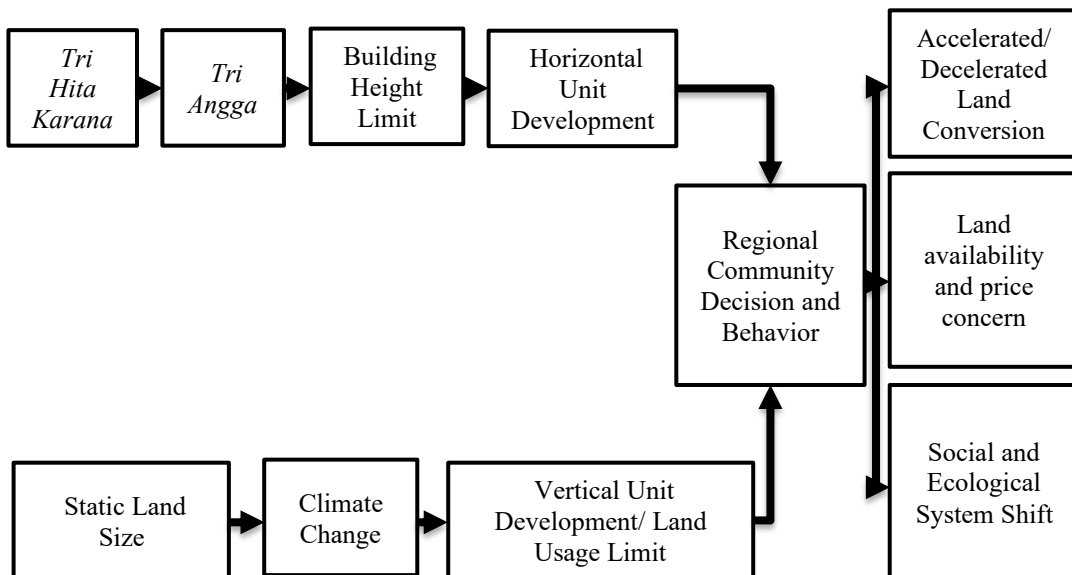 Tri
Hita
Karana
Tri
Angga
Building
Height
Limit
Horizontal
Unit
Development
Accelerated/
Decelerated
Land
Conversion
Regional
Community
Decision and
Behavior
Land
availability
and price
concern
Static Land
Size
Climate
Change
Vertical Unit
Development/ Land
Usage Limit
Social and
Ecological
System Shift